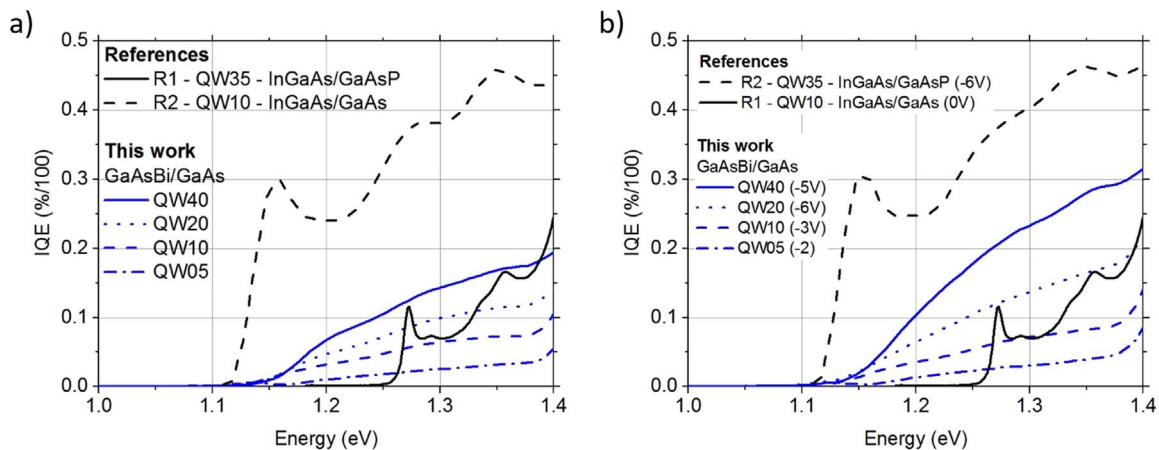 a)
IQE (%/100)
0.5
0.4
0.3
0.2
0.1
0.0
References
R1 - QW35 - InGaAs/GaAsP
R2 - QW10 - InGaAs/GaAs
This work
GaAsBi/GaAs
QW40
QW20
QW10
QW05
1.0 1.1 1.2 1.3 1.4
Energy (eV)
b)
IQE (%/100)
0.5
0.4
0.3
0.2
0.1
0.0
References
R2 - QW35 - InGaAs/GaAsP (-6V)
R1 - QW10 - InGaAs/GaAs (0V)
This work
GaAsBi/GaAs
QW40 (-5V)
QW20 (-6V)
QW10 (-3V)
QW05 (-2)
1.0 1.1 1.2 1.3 1.4
Energy (eV)